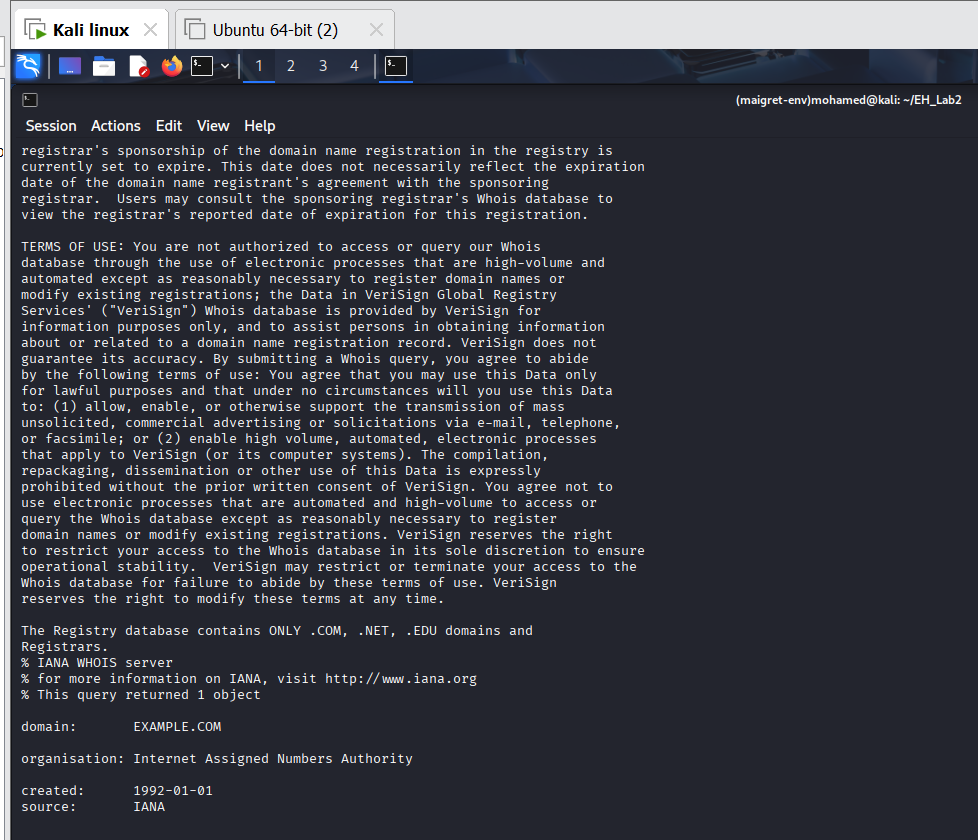 Kali linux
Ubuntu 64-bit (2)
1 2 3 4
(maigret-env)mohamed@kali: ~/EH_Lab2
Session Actions Edit View Help
registrar's sponsorship of the domain name registration in the registry is
currently set to expire. This date does not necessarily reflect the expiration
date of the domain name registrant's agreement with the sponsoring
registrar.  Users may consult the sponsoring registrar's Whois database to
view the registrar's reported date of expiration for this registration.

TERMS OF USE: You are not authorized to access or query our Whois
database through the use of electronic processes that are high-volume and
automated except as reasonably necessary to register domain names or
modify existing registrations; the Data in VeriSign Global Registry
Services' ("VeriSign") Whois database is provided by VeriSign for
information purposes only, and to assist persons in obtaining information
about or related to a domain name registration record. VeriSign does not
guarantee its accuracy. By submitting a Whois query, you agree to abide
by the following terms of use: You agree that you may use this Data only
for lawful purposes and that under no circumstances will you use this Data
to: (1) allow, enable, or otherwise support the transmission of mass
unsolicited, commercial advertising or solicitations via e-mail, telephone,
or facsimile; or (2) enable high volume, automated, electronic processes
that apply to VeriSign (or its computer systems). The compilation,
repackaging, dissemination or other use of this Data is expressly
prohibited without the prior written consent of VeriSign. You agree not to
use electronic processes that are automated and high-volume to access or
query the Whois database except as reasonably necessary to register
domain names or modify existing registrations. VeriSign reserves the right
to restrict your access to the Whois database in its sole discretion to ensure
operational stability.  VeriSign may restrict or terminate your access to the
Whois database for failure to abide by these terms of use. VeriSign
reserves the right to modify these terms at any time.

The Registry database contains ONLY .COM, .NET, .EDU domains and
Registrars.
% IANA WHOIS server
% for more information on IANA, visit http://www.iana.org
% This query returned 1 object

domain:       EXAMPLE.COM

organisation: Internet Assigned Numbers Authority

created:      1992-01-01
source:       IANA